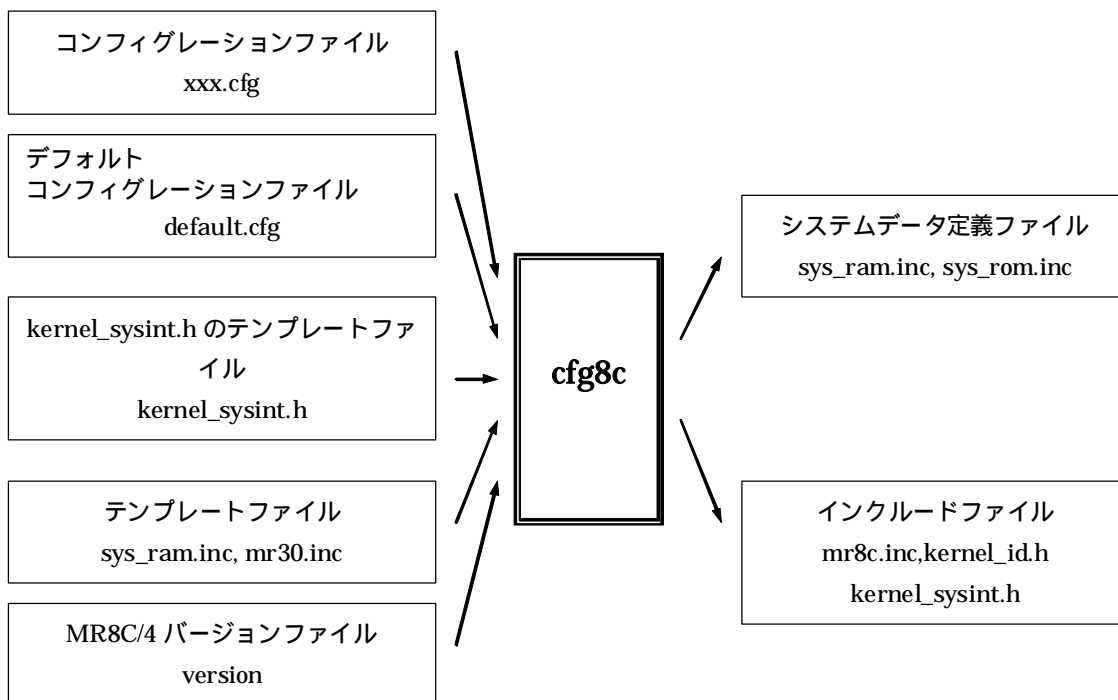 コンフィグレーションファイル
xxx.cfg
デフォルト
コンフィグレーションファイル
default.cfg
kernel_sysint.h のテンプレートファ
イル
kernel_sysint.h
テンプレートファイル
sys_ram.inc, mr30.inc
MR8C/4 バージョンファイル
version
cfg8c
システムデータ定義ファイル
sys_ram.inc, sys_rom.inc
インクルードファイル
mr8c.inc,kernel_id.h
kernel_sysint.h